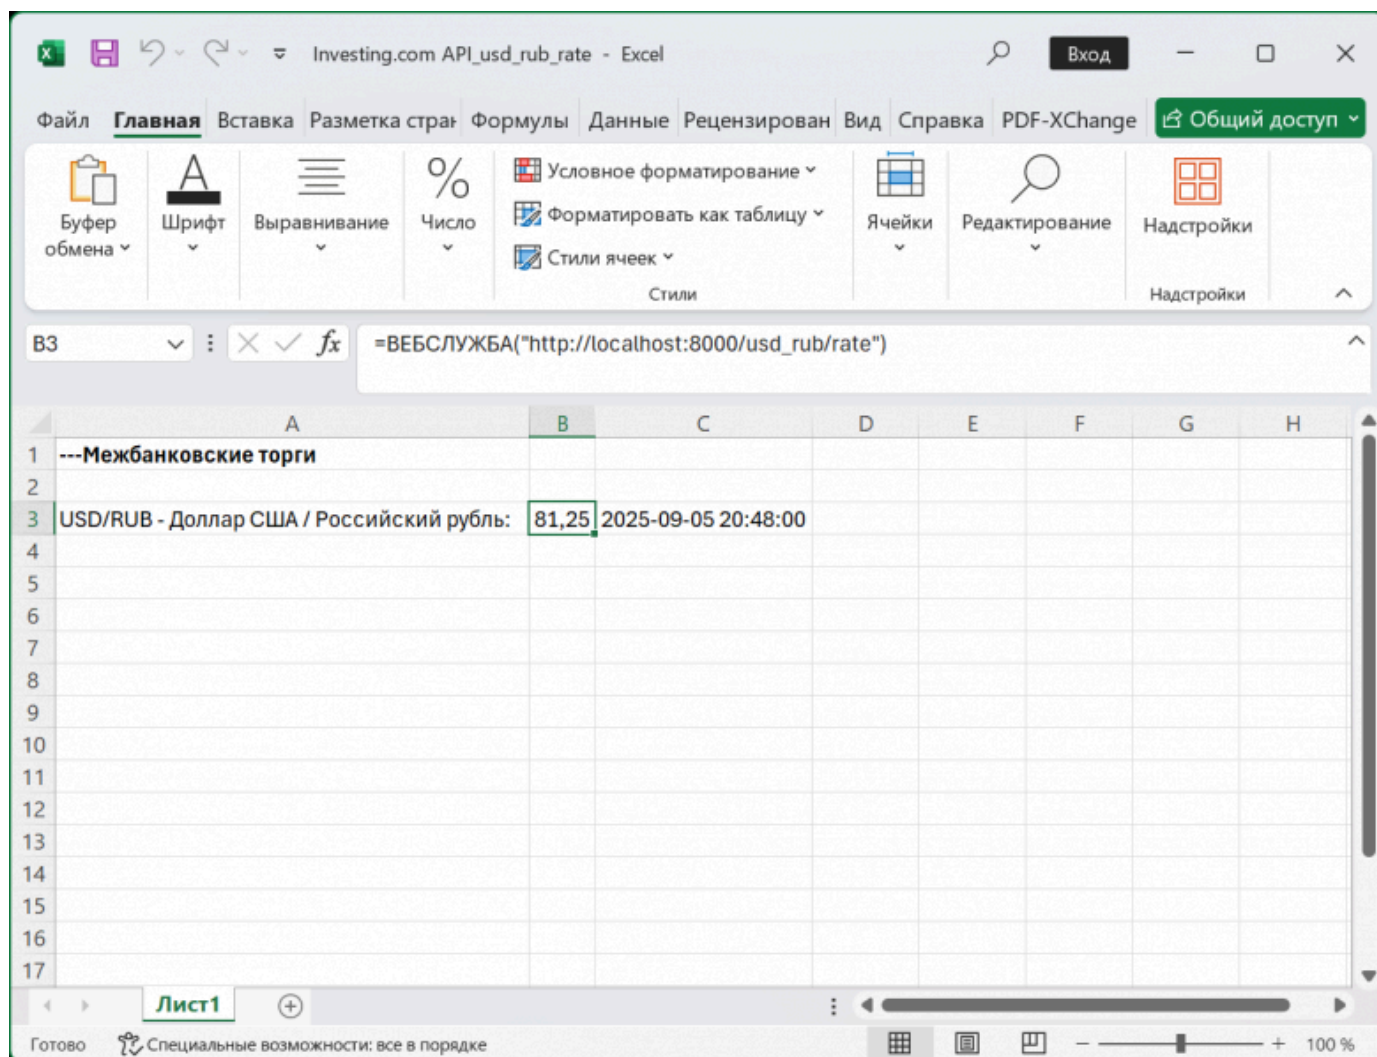 Investing.com API_usd_rub_rate - Excel
Вход
Файл Главная Вставка Разметка стран Формулы Данные Рецензирован Вид Справка PDF-XChange Общий доступ
Буфер обмена
Шрифт
Выравнивание
% Число
Условное форматирование
Форматировать как таблицу
Стили ячеек
Стили
Ячейки
Редактирование
Надстройки
Надстройки
B3 fx =ВЕБСЛУЖБА("http://localhost:8000/usd_rub/rate")
A B C D E F G H
1 ---Межбанковские торги
2
3 USD/RUB - Доллар США / Российский рубль: 81,25 2025-09-05 20:48:00
4
5
6
7
8
9
10
11
12
13
14
15
16
17
Лист1
Готово Специальные возможности: все в порядке 100 %